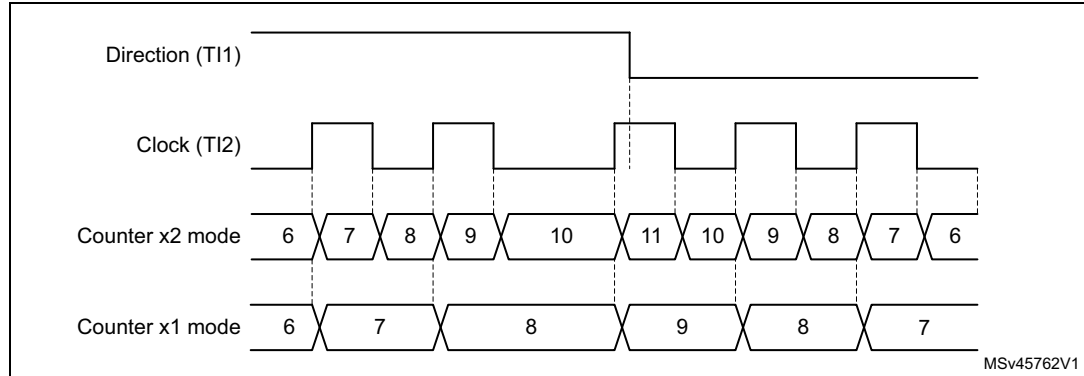 Direction (TI1)
Clock (TI2)
Counter x2 mode 6 7 8 9 10 11 10 9 8 7 6
Counter x1 mode 6 7 8 9 8 7
MSv45762V1